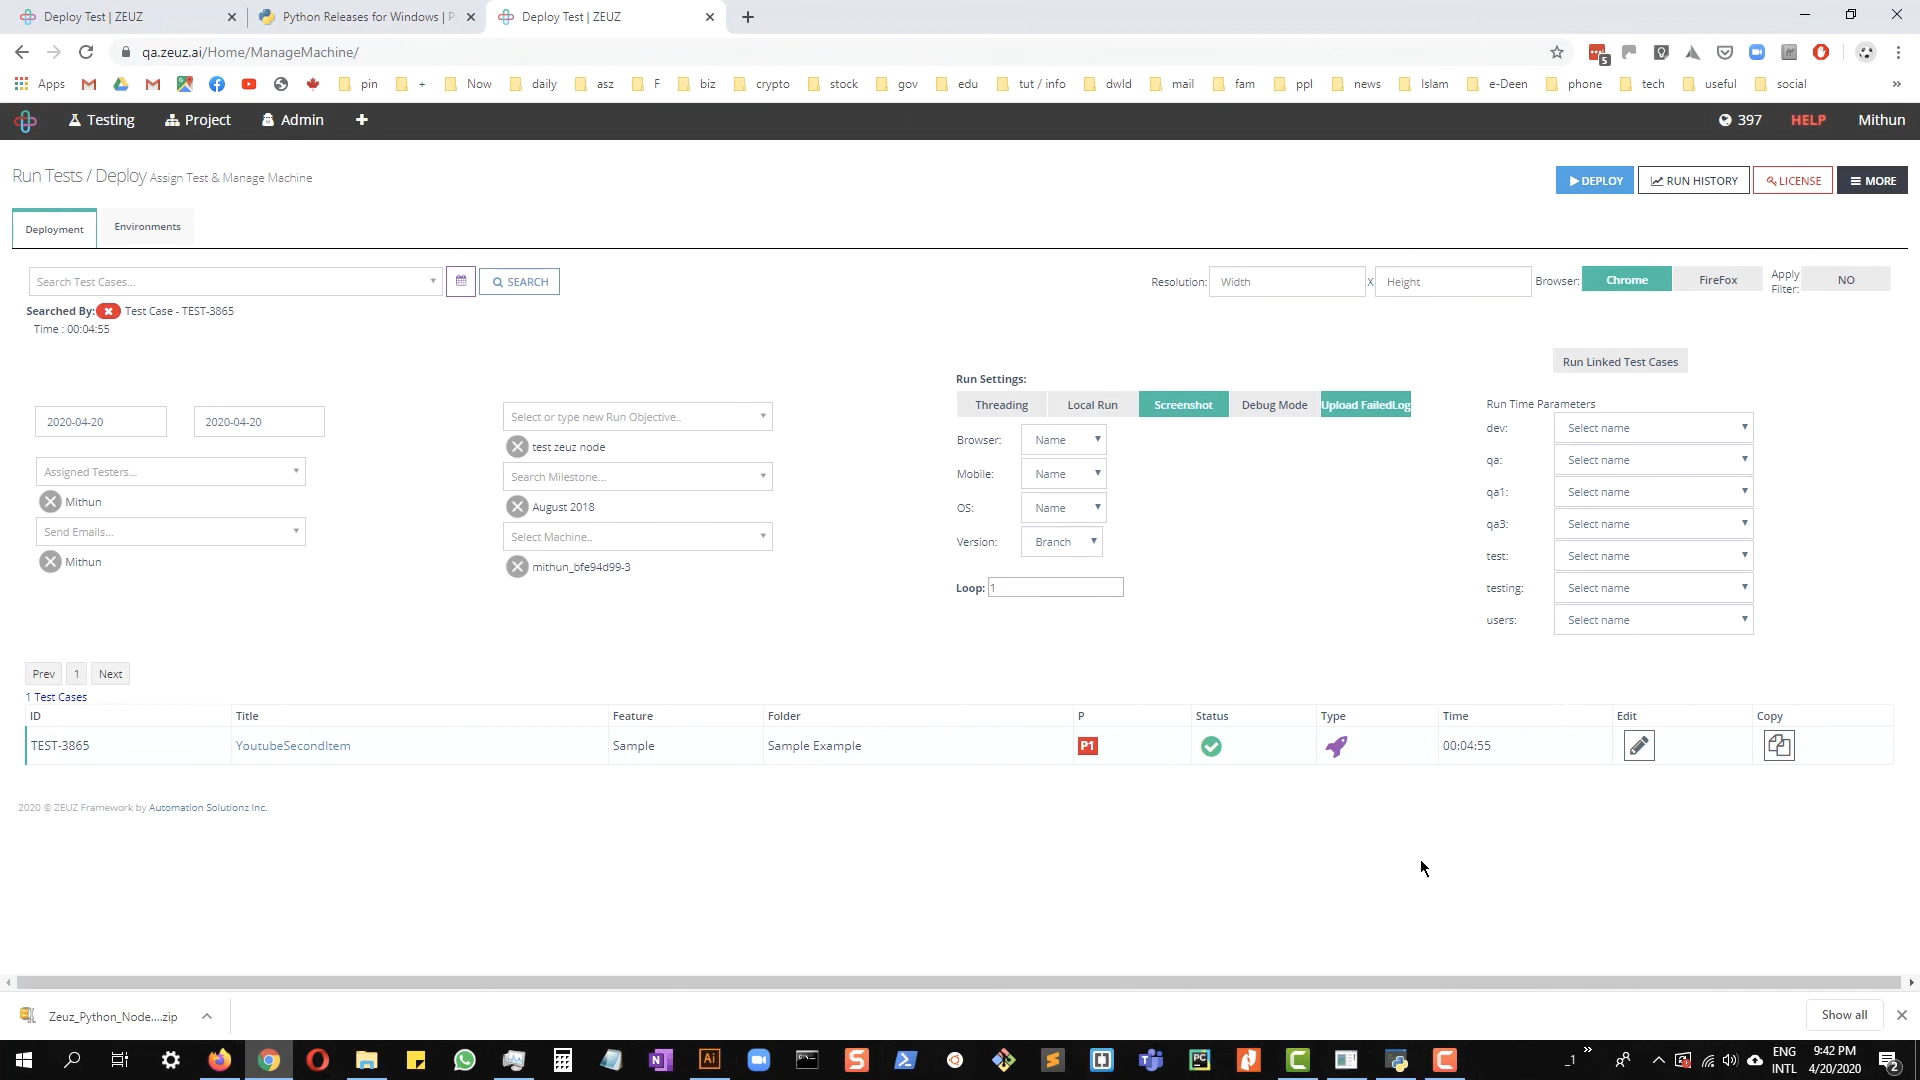 Deploy Test | ZEUZ
Python Releases for Windows | P
Deploy Test | ZEUZ
qa.zeuz.ai/Home/ManageMachine/
5
Apps
pin
+
Now
daily
asz
F
biz
crypto
stock
gov
edu
tut / info
dwld
mail
fam
ppl
news
Islam
e-Deen
phone
tech
useful
social
»
Testing
Project
Admin
397
HELP
Mithun
Run Tests / Deploy Assign Test & Manage Machine
DEPLOY
RUN HISTORY
LICENSE
MORE
Deployment
Environments
Search Test Cases...
SEARCH
Resolution:
Width
X
Height
Browser:
Chrome
FireFox
Apply
Filter:
NO
Searched By: Test Case - TEST-3865
Time : 00:04:55
Run Linked Test Cases
Run Settings:
Threading
Local Run
Screenshot
Debug Mode
Upload FailedLog
Run Time Parameters
2020-04-20
2020-04-20
Select or type new Run Objective..
dev:
Select name
Browser:
Name
test zeuz node
qa:
Select name
Assigned Testers...
Search Milestone...
Mobile:
Name
Mithun
August 2018
OS:
Name
qa1:
Select name
Send Emails...
Select Machine..
Version:
Branch
qa3:
Select name
Mithun
mithun_bfe94d99-3
test:
Select name
Loop:
1
testing:
Select name
users:
Select name
Prev
1
Next
1 Test Cases
ID
Title
Feature
Folder
P
Status
Type
Time
Edit
Copy
TEST-3865
YoutubeSecondItem
Sample
Sample Example
P1
00:04:55
2020 © ZEUZ Framework by Automation Solutionz Inc.
Zeuz_Python_Node....zip
Show all
ENG
INTL
9:42 PM
4/20/2020
2